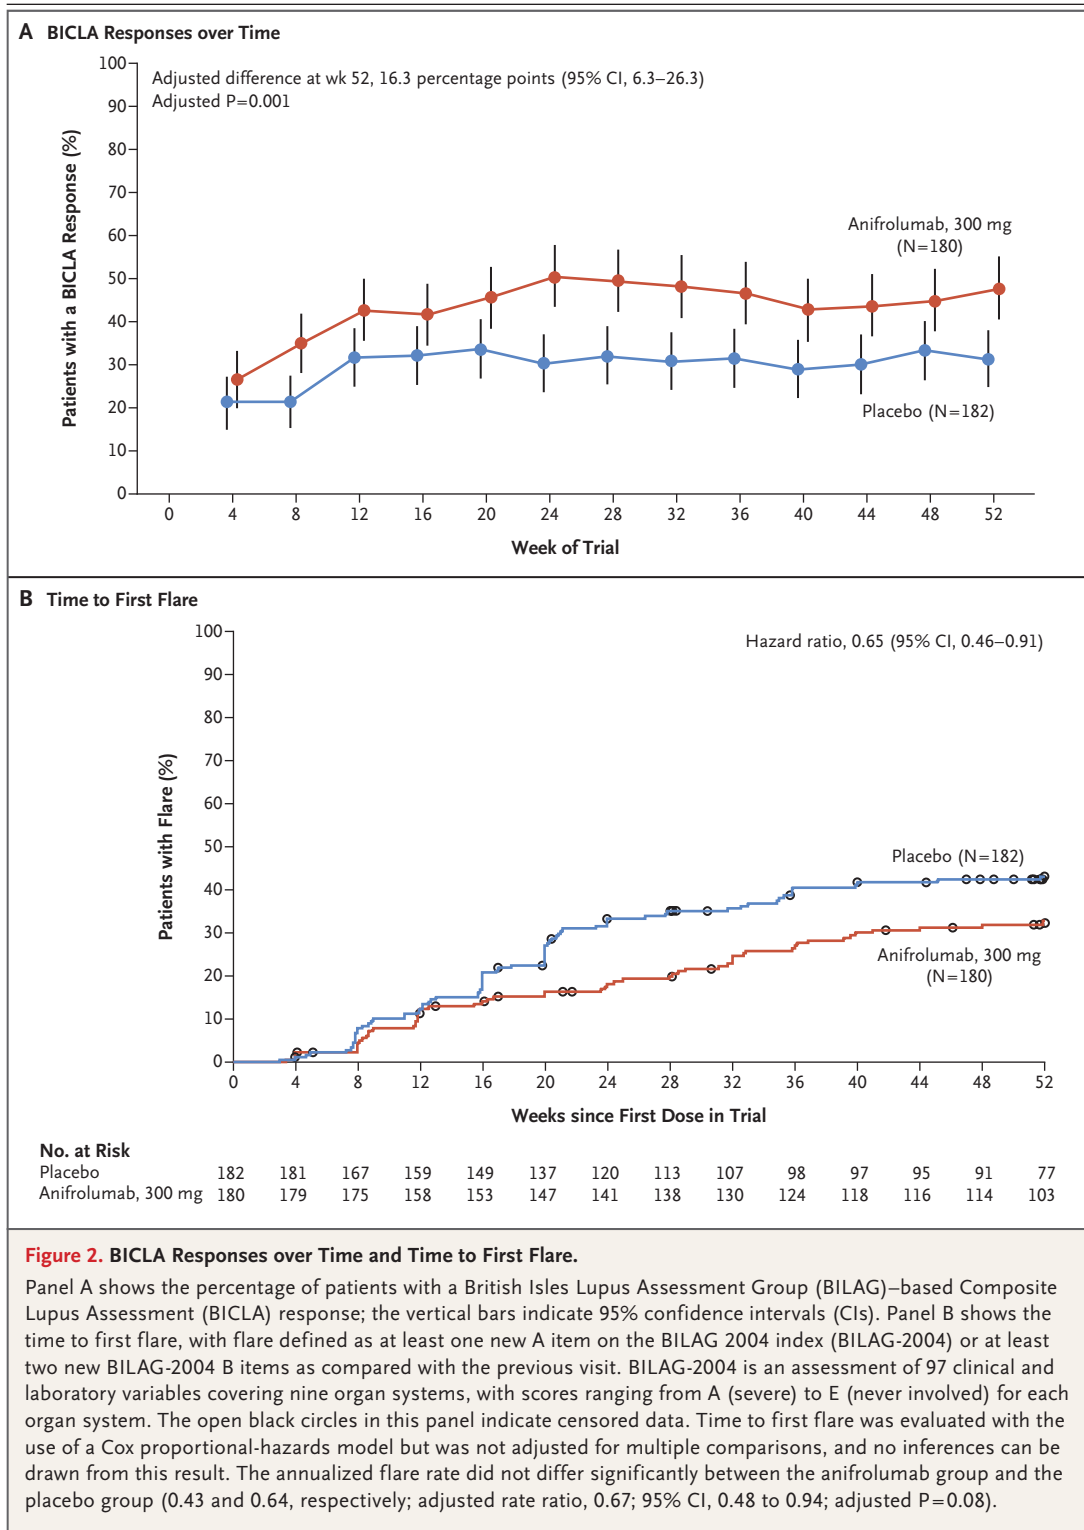 A BICLA Responses over Time
Adjusted difference at wk 52, 16.3 percentage points (95% CI, 6.3–26.3)
Adjusted P=0.001
Patients with a BICLA Response (%)
100
90
80
70
60
50
40
30
20
10
0
Anifrolumab, 300 mg
(N=180)
Placebo (N=182)
0 4 8 12 16 20 24 28 32 36 40 44 48 52
Week of Trial
B Time to First Flare
Hazard ratio, 0.65 (95% CI, 0.46–0.91)
Patients with Flare (%)
100
90
80
70
60
50
40
30
20
10
0
Placebo (N=182)
Anifrolumab, 300 mg
(N=180)
0 4 8 12 16 20 24 28 32 36 40 44 48 52
Weeks since First Dose in Trial
No. at Risk
Placebo 182 181 167 159 149 137 120 113 107 98 97 95 91 77
Anifrolumab, 300 mg 180 179 175 158 153 147 141 138 130 124 118 116 114 103
Figure 2. BICLA Responses over Time and Time to First Flare.
Panel A shows the percentage of patients with a British Isles Lupus Assessment Group (BILAG)–based Composite
Lupus Assessment (BICLA) response; the vertical bars indicate 95% confidence intervals (CIs). Panel B shows the
time to first flare, with flare defined as at least one new A item on the BILAG 2004 index (BILAG-2004) or at least
two new BILAG-2004 B items as compared with the previous visit. BILAG-2004 is an assessment of 97 clinical and
laboratory variables covering nine organ systems, with scores ranging from A (severe) to E (never involved) for each
organ system. The open black circles in this panel indicate censored data. Time to first flare was evaluated with the
use of a Cox proportional-hazards model but was not adjusted for multiple comparisons, and no inferences can be
drawn from this result. The annualized flare rate did not differ significantly between the anifrolumab group and the
placebo group (0.43 and 0.64, respectively; adjusted rate ratio, 0.67; 95% CI, 0.48 to 0.94; adjusted P=0.08).